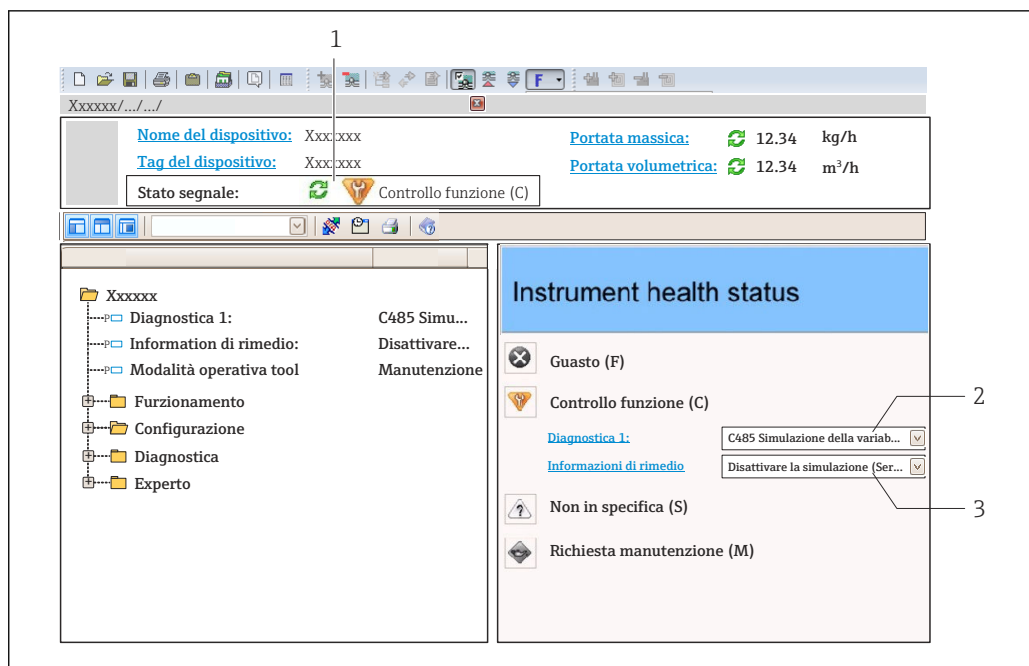 1
F
Xxxxxx/.../.../
Nome del dispositivo: Xxxxxxx
Portata massica: 12.34 kg/h
Tag del dispositivo: Xxxxxxx
Portata volumetrica: 12.34 m³/h
Stato segnale: Controllo funzione (C)
Xxxxxx
Diagnostica 1: C485 Simu...
Information di rimedio: Disattivare...
Modalità operativa tool Manutenzione
Furzionamento
Configurazione
Diagnostica
Experto
Instrument health status
Guasto (F)
Controllo funzione (C)
2
Diagnostica 1: C485 Simulazione della variab...
Informazioni di rimedio Disattivare la simulazione (Ser...
Non in specifica (S)
3
Richiesta manutenzione (M)